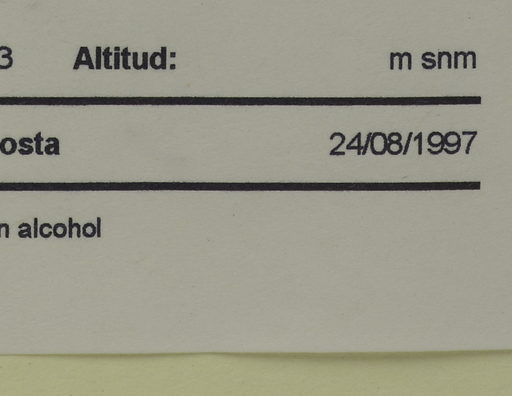 3 Altitud: m snm
osta 24/08/1997
n alcohol